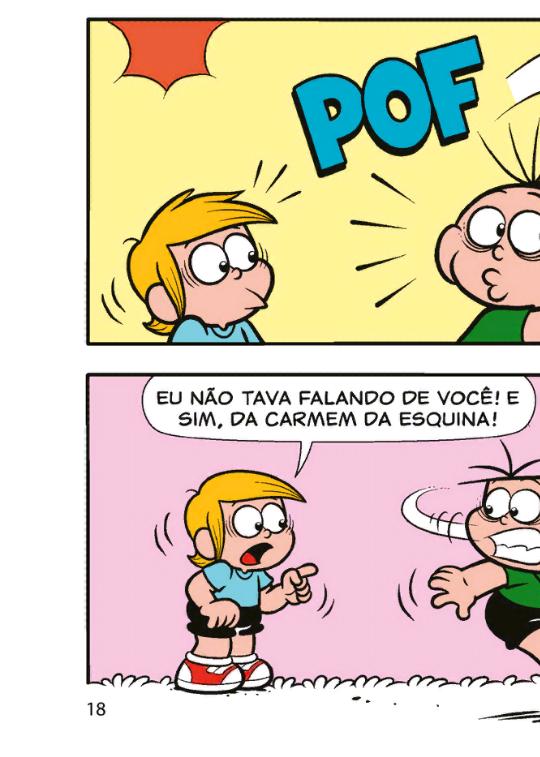 POF
EU NÃO TAVA FALANDO DE VOCÊ! E
SIM, DA CARMEM DA ESQUINA!
18